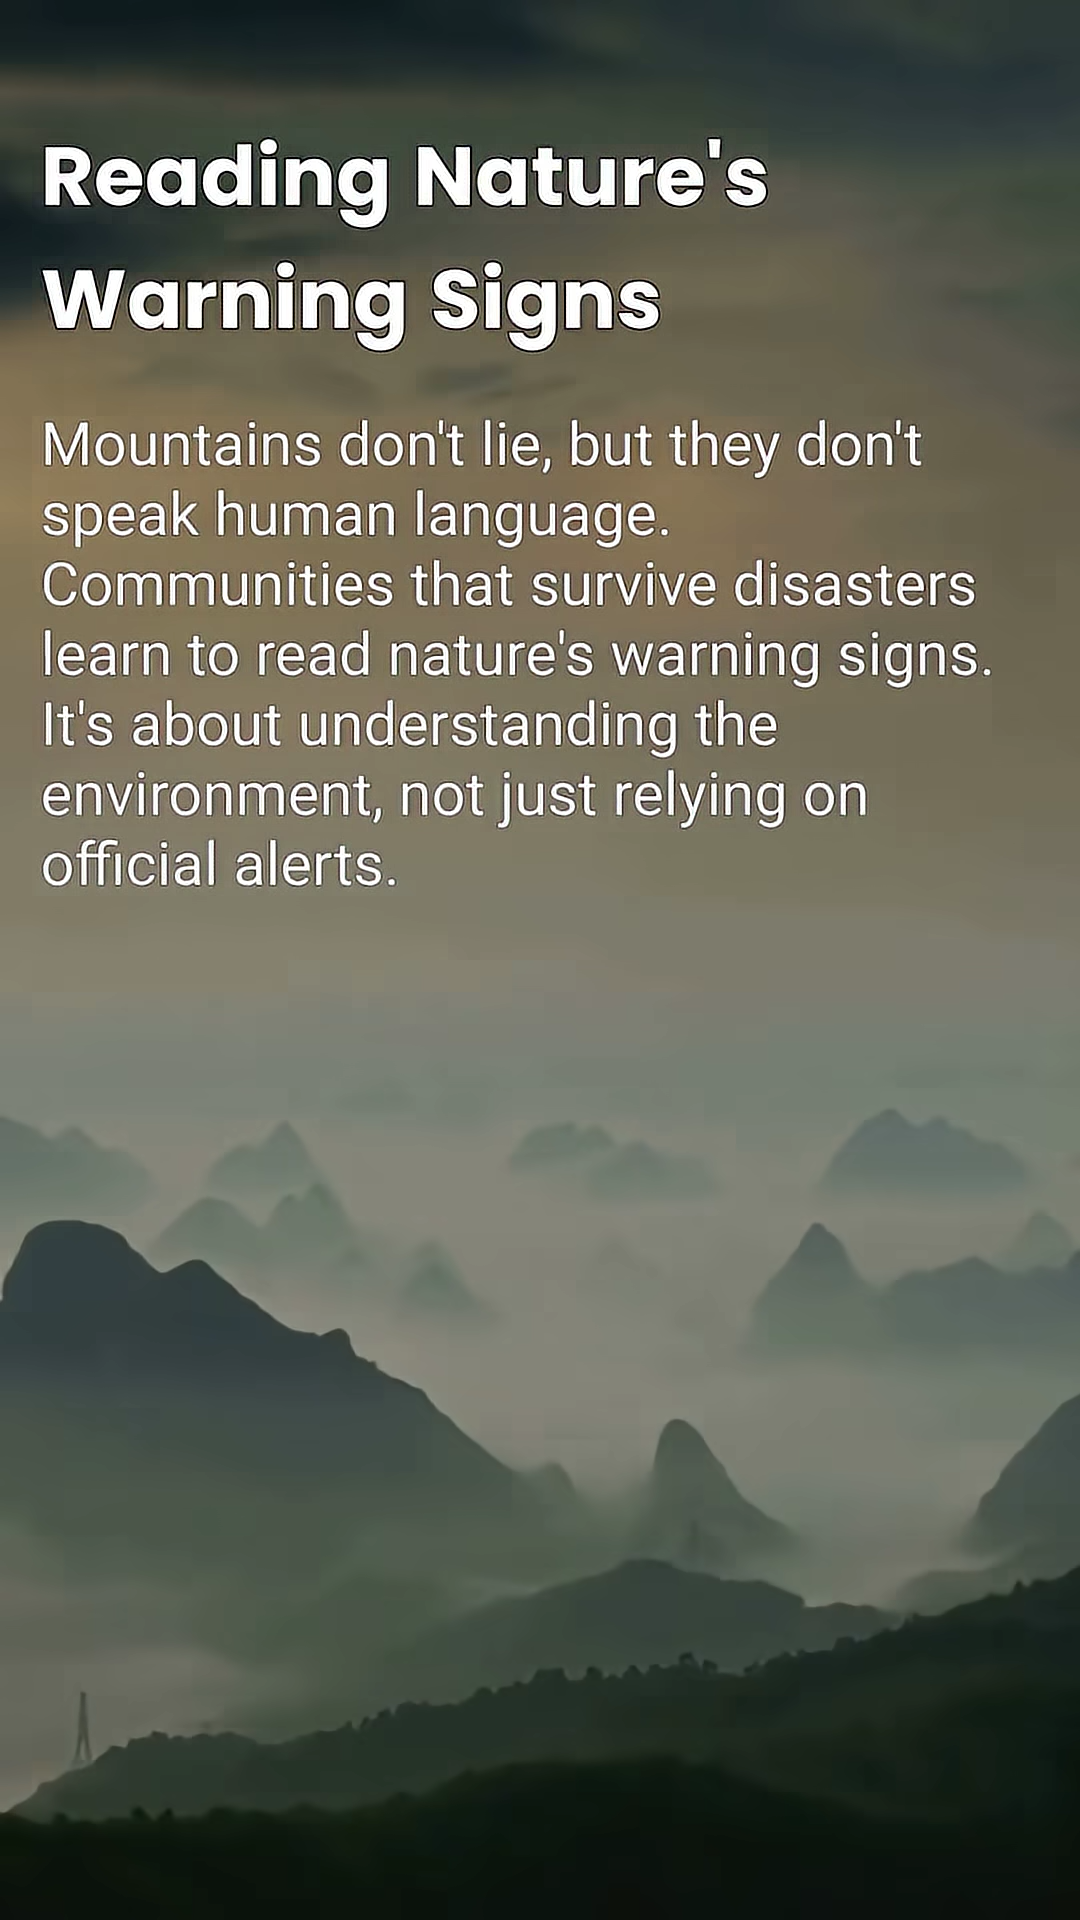 Reading Nature's
Warning Signs
Mountains don't lie, but they don't
speak human language.
Communities that survive disasters
learn to read nature's warning signs.
It's about understanding the
environment, not just relying on
official alerts.